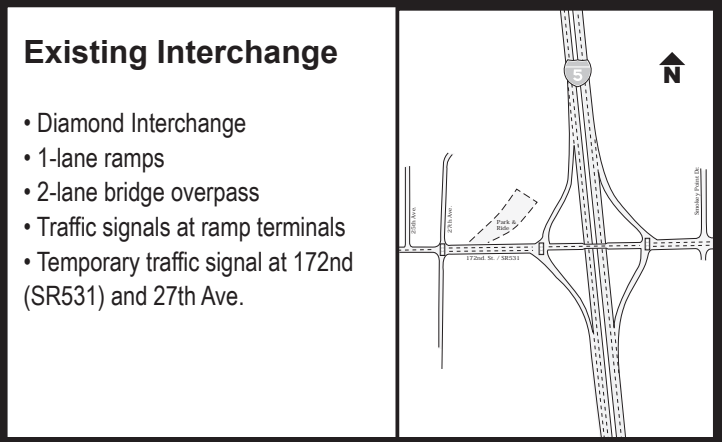 Existing Interchange
• Diamond Interchange
• 1-lane ramps
• 2-lane bridge overpass
• Traffic signals at ramp terminals
• Temporary traffic signal at 172nd
(SR531) and 27th Ave.
5
N
25th Ave.
27th Ave.
Park &
Ride
172nd. St. / SR531
Smokey Point Dr.